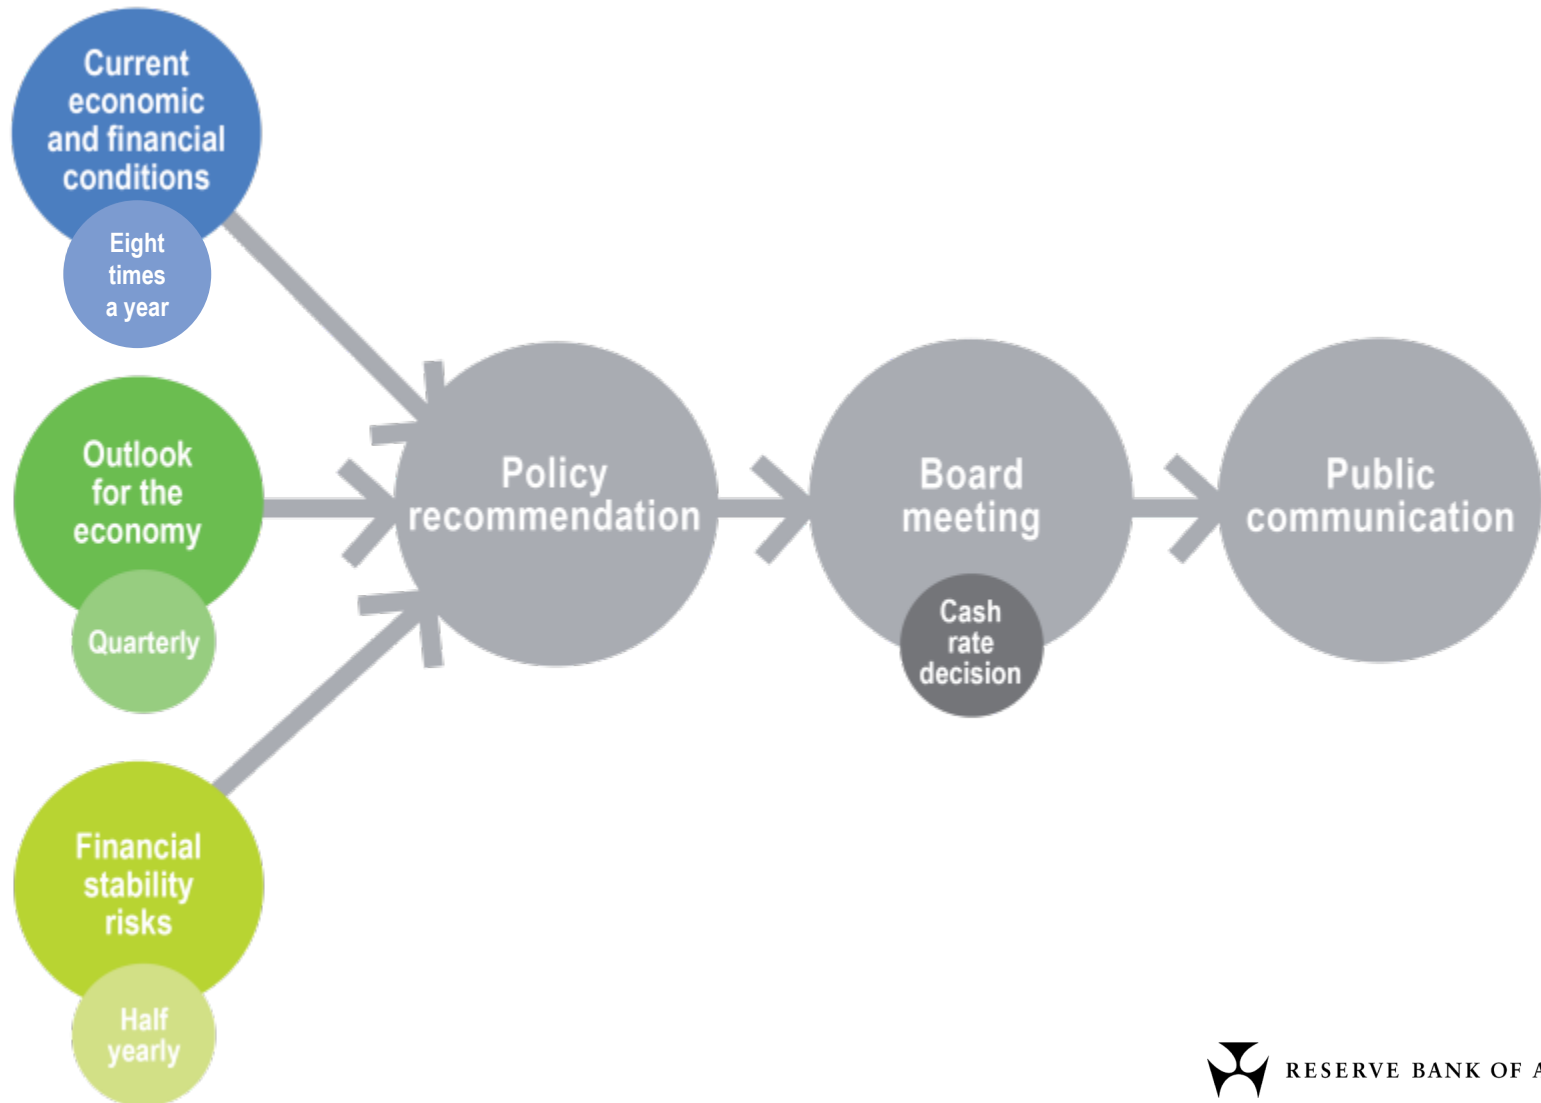 Current
economic
and financial
conditions
Eight
times
a year
Outlook
for the
economy
Quarterly
Financial
stability
risks
Half
yearly
Policy
recommendation
Board
meeting
Cash
rate
decision
Public
communication
RESERVE BANK OF A